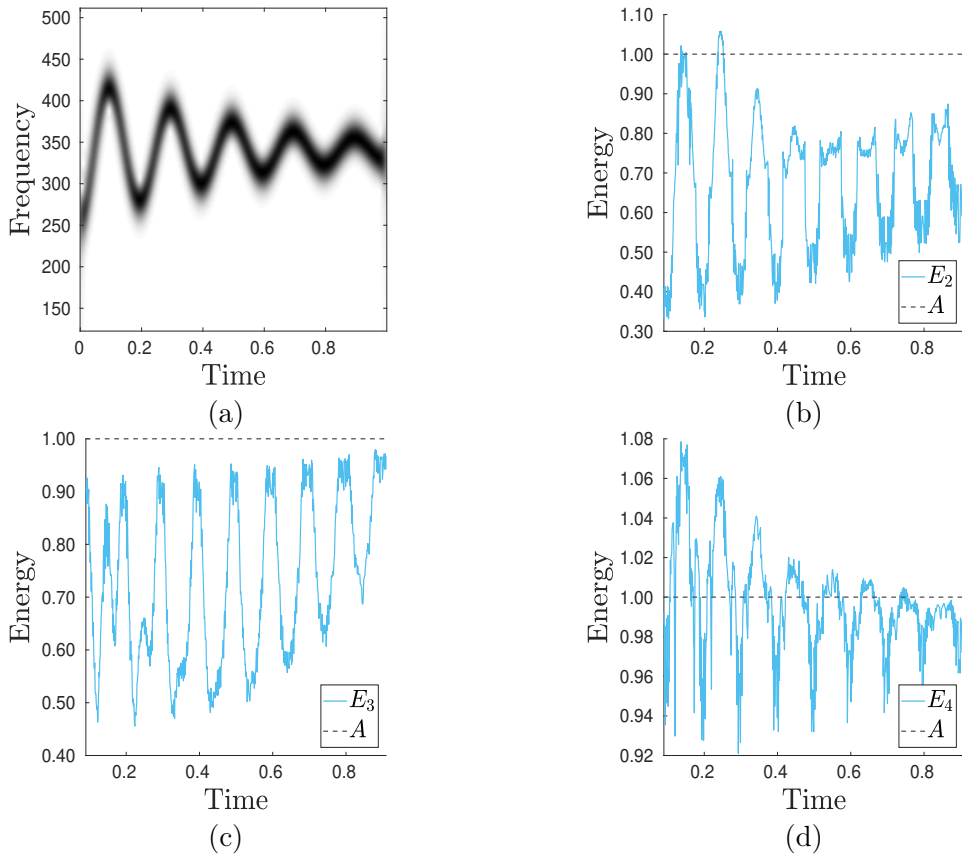 500
450
400
350
300
250
200
150
0
0.2
0.4
0.6
0.8
Frequency
Time
(a)
1.10
1.00
0.90
0.80
0.70
0.60
0.50
0.40
0.30
0.2
0.4
0.6
0.8
Energy
Time
E2
A
(b)
1.00
0.90
0.80
0.70
0.60
0.50
0.40
0.2
0.4
0.6
0.8
Energy
Time
E3
A
(c)
1.08
1.06
1.04
1.02
1.00
0.98
0.96
0.94
0.92
0.2
0.4
0.6
0.8
Energy
Time
E4
A
(d)